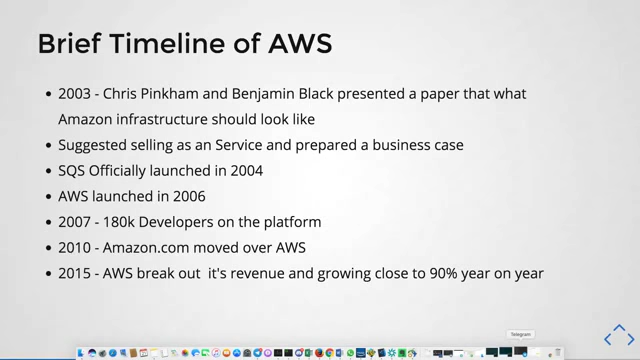 Brief Timeline of AWS
• 2003 - Chris Pinkham and Benjamin Black presented a paper that what
Amazon infrastructure should look like
• Suggested selling as an Service and prepared a business case
• SQS Officially launched in 2004
• AWS launched in 2006
• 2007 - 180k Developers on the platform
• 2010 - Amazon.com moved over AWS
• 2015 - AWS break out  it's revenue and growing close to 90% year on year
Telegram